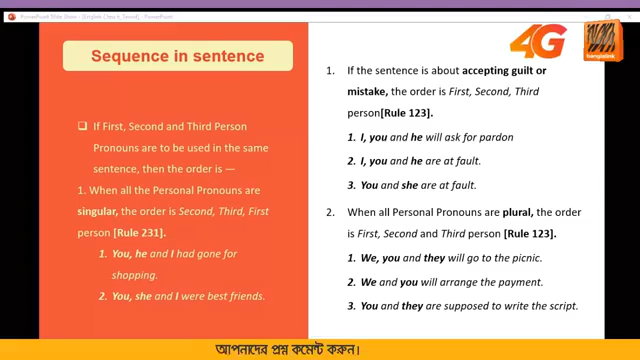 PowerPoint Slide Show - [English Class 4_Tense]
4G
banglalink
Sequence in sentence
❑ If First, Second and Third Person
Pronouns are to be used in the same
sentence, then the order is —
1. When all the Personal Pronouns are
singular, the order is Second, Third, First
person [Rule 231]
1. You, he and I had gone for
shopping.
2. You, she and I were best friends.
1. If the sentence is about accepting guilt or
mistake, the order is First, Second, Third
person[Rule 123].
1. I, you and he will ask for pardon
2. I, you and he are at fault.
3. You and she are at fault.
2. When all Personal Pronouns are plural, the order
is First, Second and Third person [Rule 123].
1. We, you and they will go to the picnic.
2. We and you will arrange the payment.
3. You and they are supposed to write the script.
আপনাদের প্রশ্ন কমেন্ট করুন।